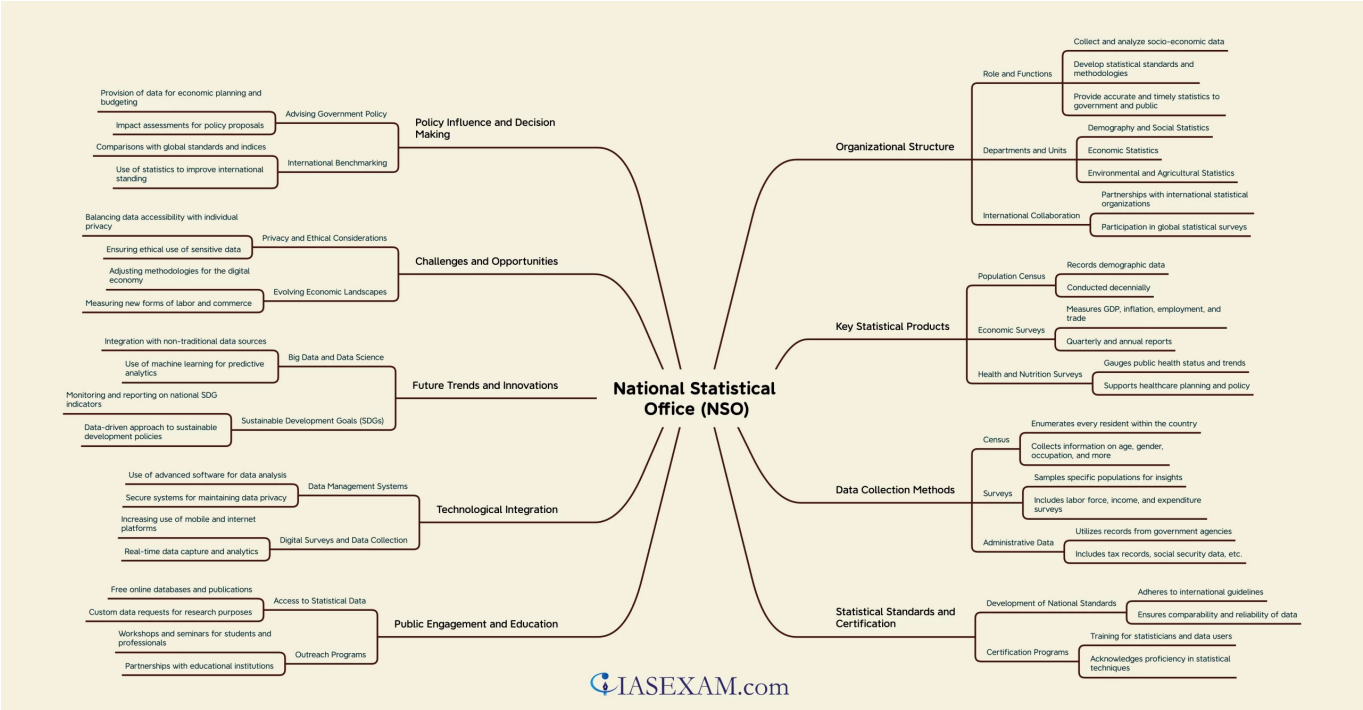 National Statistical
Office (NSO)
Organizational Structure
Role and Functions
Collect and analyze socio-economic data
Develop statistical standards and
methodologies
Provide accurate and timely statistics to
government and public
Departments and Units
Demography and Social Statistics
Economic Statistics
Environmental and Agricultural Statistics
International Collaboration
Partnerships with international statistical
organizations
Participation in global statistical surveys
Key Statistical Products
Population Census
Records demographic data
Conducted decennially
Economic Surveys
Measures GDP, inflation, employment, and
trade
Quarterly and annual reports
Health and Nutrition Surveys
Gauges public health status and trends
Supports healthcare planning and policy
Data Collection Methods
Census
Enumerates every resident within the country
Collects information on age, gender,
occupation, and more
Surveys
Samples specific populations for insights
Includes labor force, income, and expenditure
surveys
Administrative Data
Utilizes records from government agencies
Includes tax records, social security data, etc.
Statistical Standards and
Certification
Development of National Standards
Adheres to international guidelines
Ensures comparability and reliability of data
Certification Programs
Training for statisticians and data users
Acknowledges proficiency in statistical
techniques
Policy Influence and Decision
Making
Advising Government Policy
Provision of data for economic planning and
budgeting
Impact assessments for policy proposals
International Benchmarking
Comparisons with global standards and indices
Use of statistics to improve international
standing
Challenges and Opportunities
Privacy and Ethical Considerations
Balancing data accessibility with individual
privacy
Ensuring ethical use of sensitive data
Evolving Economic Landscapes
Adjusting methodologies for the digital
economy
Measuring new forms of labor and commerce
Future Trends and Innovations
Big Data and Data Science
Integration with non-traditional data sources
Use of machine learning for predictive
analytics
Sustainable Development Goals (SDGs)
Monitoring and reporting on national SDG
indicators
Data-driven approach to sustainable
development policies
Technological Integration
Data Management Systems
Use of advanced software for data analysis
Secure systems for maintaining data privacy
Digital Surveys and Data Collection
Increasing use of mobile and internet
platforms
Real-time data capture and analytics
Public Engagement and Education
Access to Statistical Data
Free online databases and publications
Custom data requests for research purposes
Outreach Programs
Workshops and seminars for students and
professionals
Partnerships with educational institutions
IASEXAM.com